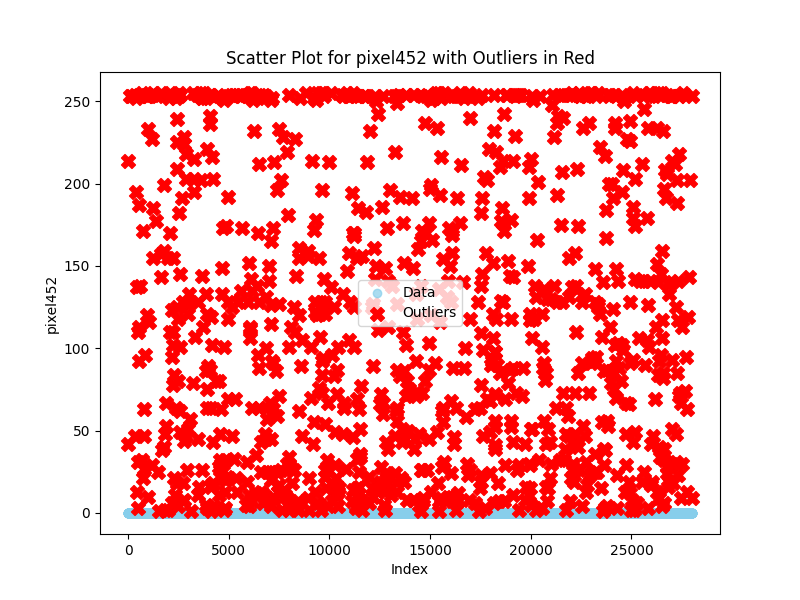 Scatter Plot for pixel452 with Outliers in Red
250
200
150
100
50
0
pixel452
Data
Outliers
0 5000 10000 15000 20000 25000
Index